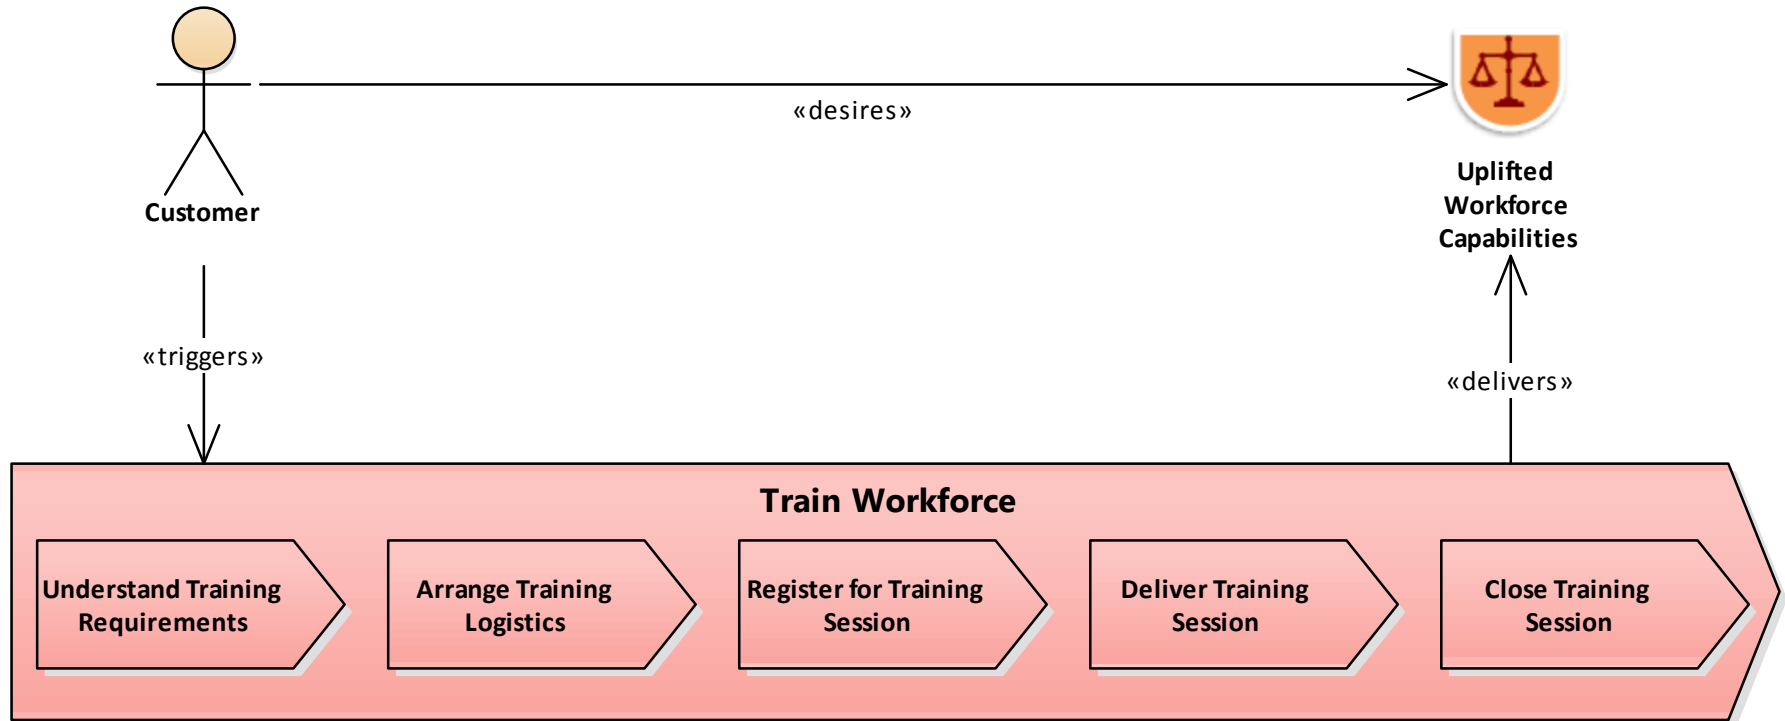 «desires»
Customer
Uplifted
Workforce
Capabilities
«triggers»
«delivers»
Train Workforce
Understand Training
Requirements
Arrange Training
Logistics
Register for Training
Session
Deliver Training
Session
Close Training
Session